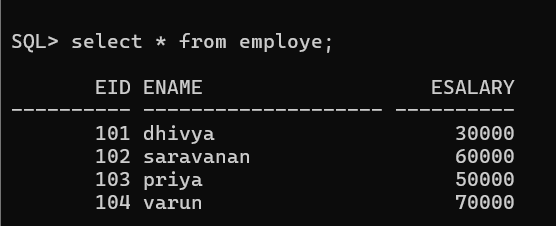 SQL> select * from employe;
       EID ENAME                   ESALARY
---------- -------------------- ----------
       101 dhivya                    30000
       102 saravanan                 60000
       103 priya                     50000
       104 varun                     70000